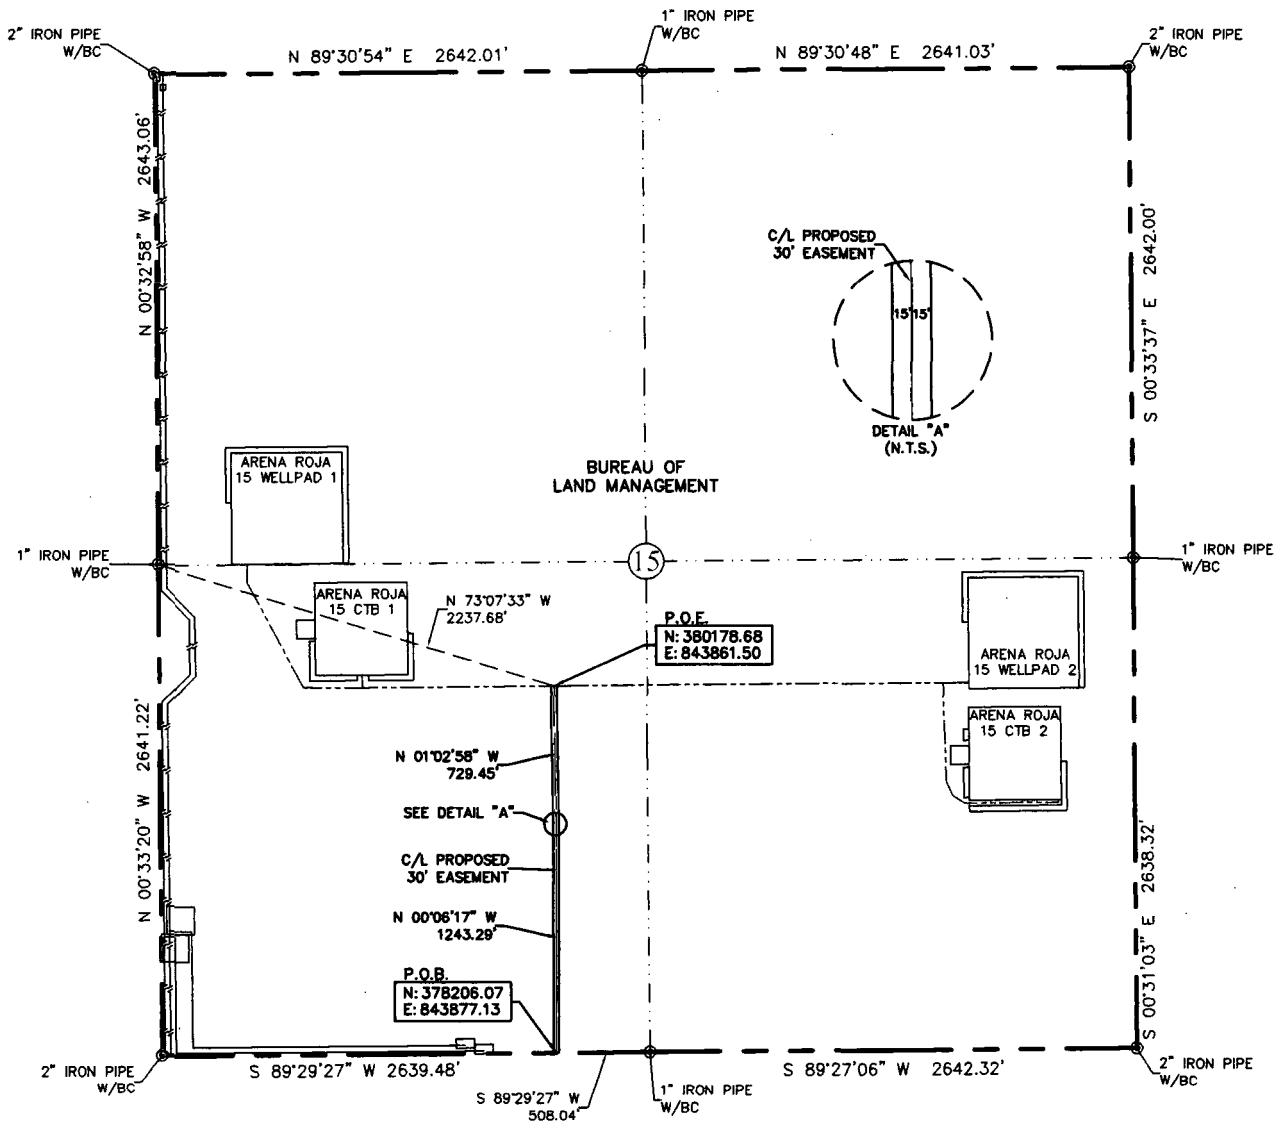 2" IRON PIPE
W/BC
N 89°30'54" E 2642.01'
1" IRON PIPE
W/BC
N 89°30'48" E 2641.03'
2" IRON PIPE
W/BC
N 00°32'58" W 2643.06'
S 00°33'37" E 2642.00'
C/L PROPOSED
30' EASEMENT
15' 15'
DETAIL "A"
(N.T.S.)
ARENA ROJA
15 WELLPAD 1
BUREAU OF
LAND MANAGEMENT
1" IRON PIPE
W/BC
15
1" IRON PIPE
W/BC
ARENA ROJA
15 CTB 1
N 73°07'33" W
2237.68'
P.O.E.
N: 380178.68
E: 843861.50
ARENA ROJA
15 WELLPAD 2
ARENA ROJA
15 CTB 2
N 00°33'20" W 2641.22'
N 01°02'58" W
729.45'
SEE DETAIL "A"
C/L PROPOSED
30' EASEMENT
N 00°06'17" W
1243.29'
S 00°31'03" E 2638.32'
P.O.B.
N: 378206.07
E: 843877.13
2" IRON PIPE
W/BC
S 89°29'27" W 2639.48'
S 89°29'27" W
508.04'
1" IRON PIPE
W/BC
S 89°27'06" W 2642.32'
2" IRON PIPE
W/BC